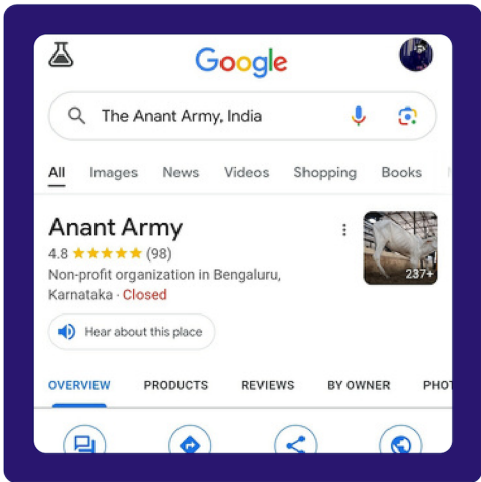 Google
The Anant Army, India
All Images News Videos Shopping Books
Anant Army
4.8 (98)
Non-profit organization in Bengaluru,
Karnataka · Closed
237+
Hear about this place
OVERVIEW PRODUCTS REVIEWS BY OWNER PHOT